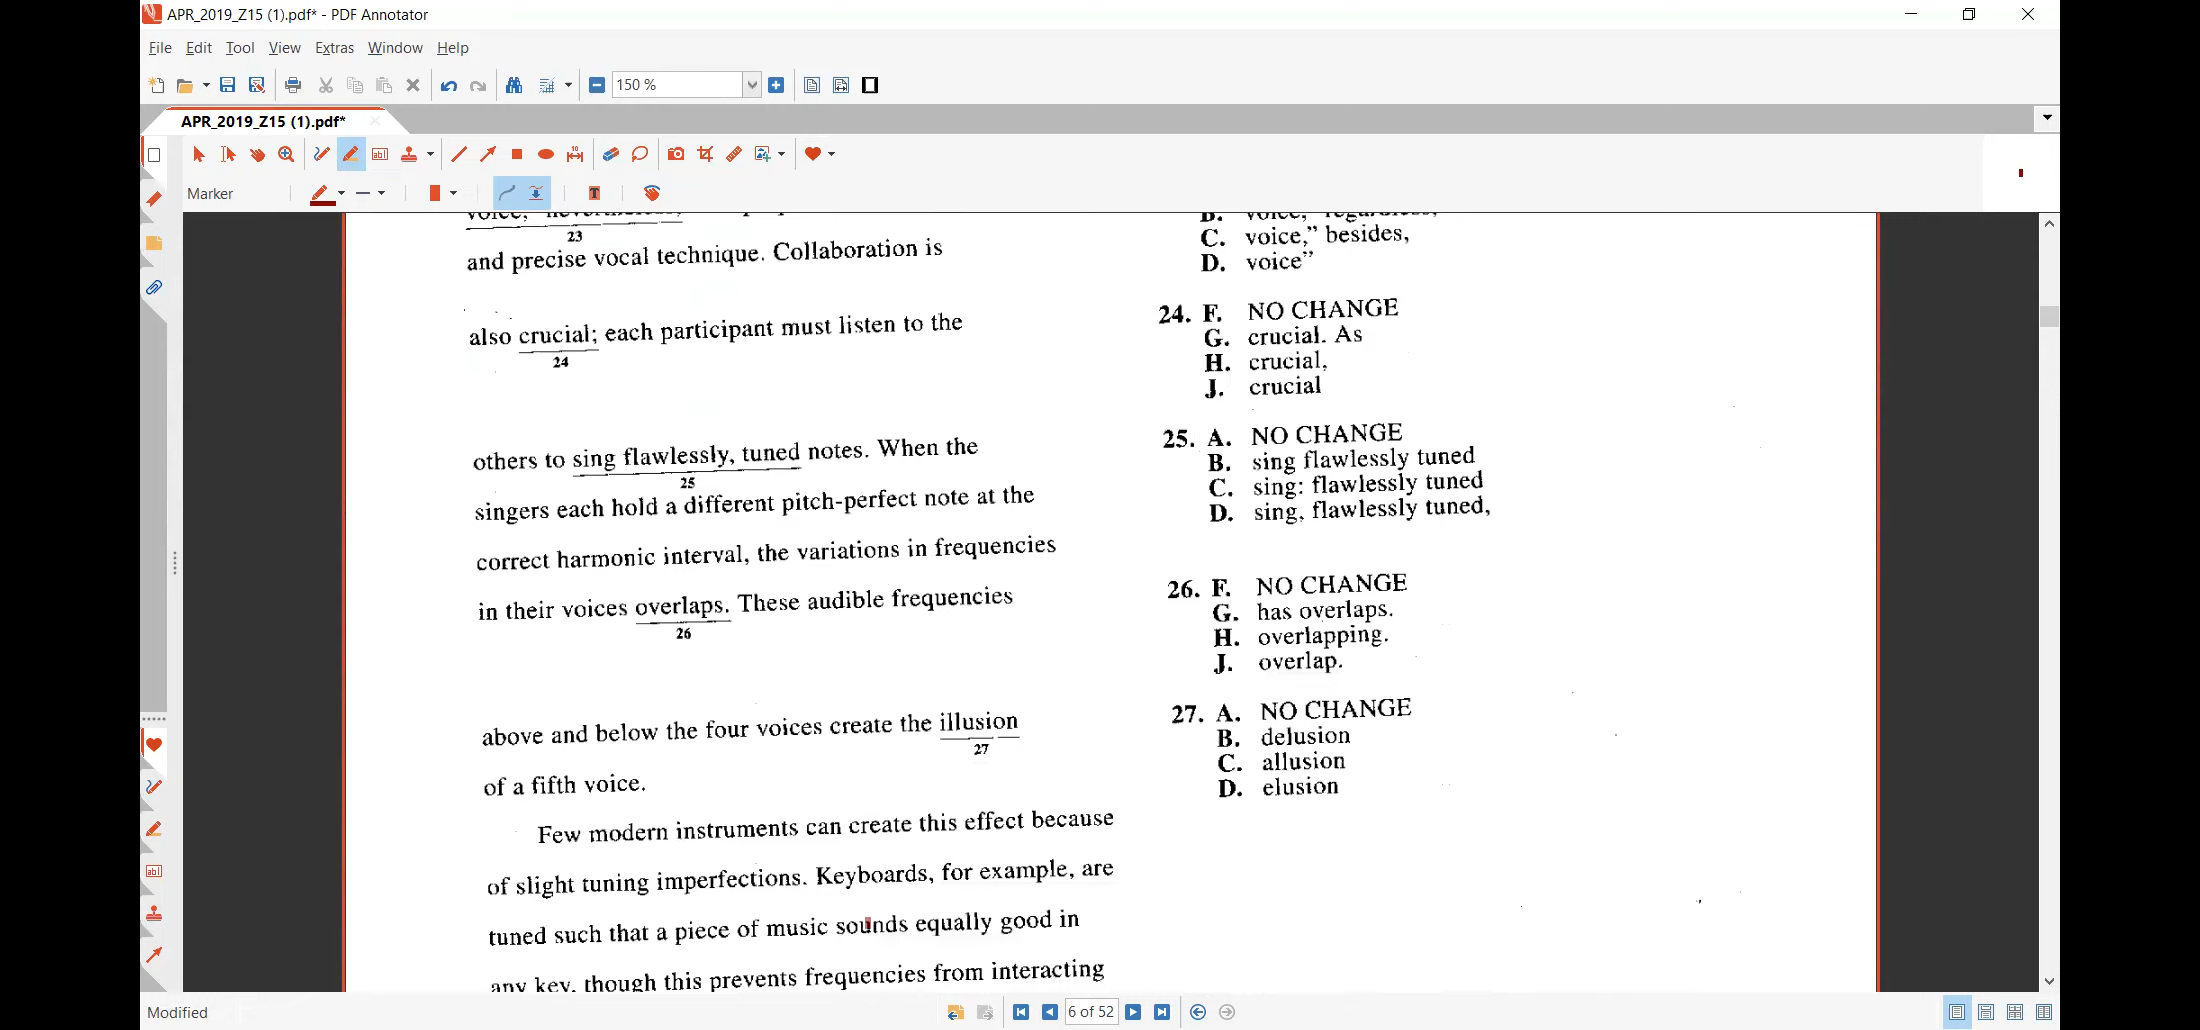 APR_2019_Z15 (1).pdf* - PDF Annotator
File Edit Tool View Extras Window Help
150 %
APR_2019_Z15 (1).pdf*
Marker
23
and precise vocal technique. Collaboration is
also crucial; each participant must listen to the
24
others to sing flawlessly, tuned notes. When the
25
singers each hold a different pitch-perfect note at the
correct harmonic interval, the variations in frequencies
in their voices overlaps. These audible frequencies
26
above and below the four voices create the illusion
27
of a fifth voice.
Few modern instruments can create this effect because
of slight tuning imperfections. Keyboards, for example, are
tuned such that a piece of music sounds equally good in
any key, though this prevents frequencies from interacting
B. voice," regardless,
C. voice," besides,
D. voice"
24. F. NO CHANGE
G. crucial. As
H. crucial,
J. crucial
25. A. NO CHANGE
B. sing flawlessly tuned
C. sing: flawlessly tuned
D. sing, flawlessly tuned,
26. F. NO CHANGE
G. has overlaps.
H. overlapping.
J. overlap.
27. A. NO CHANGE
B. delusion
C. allusion
D. elusion
Modified
6 of 52